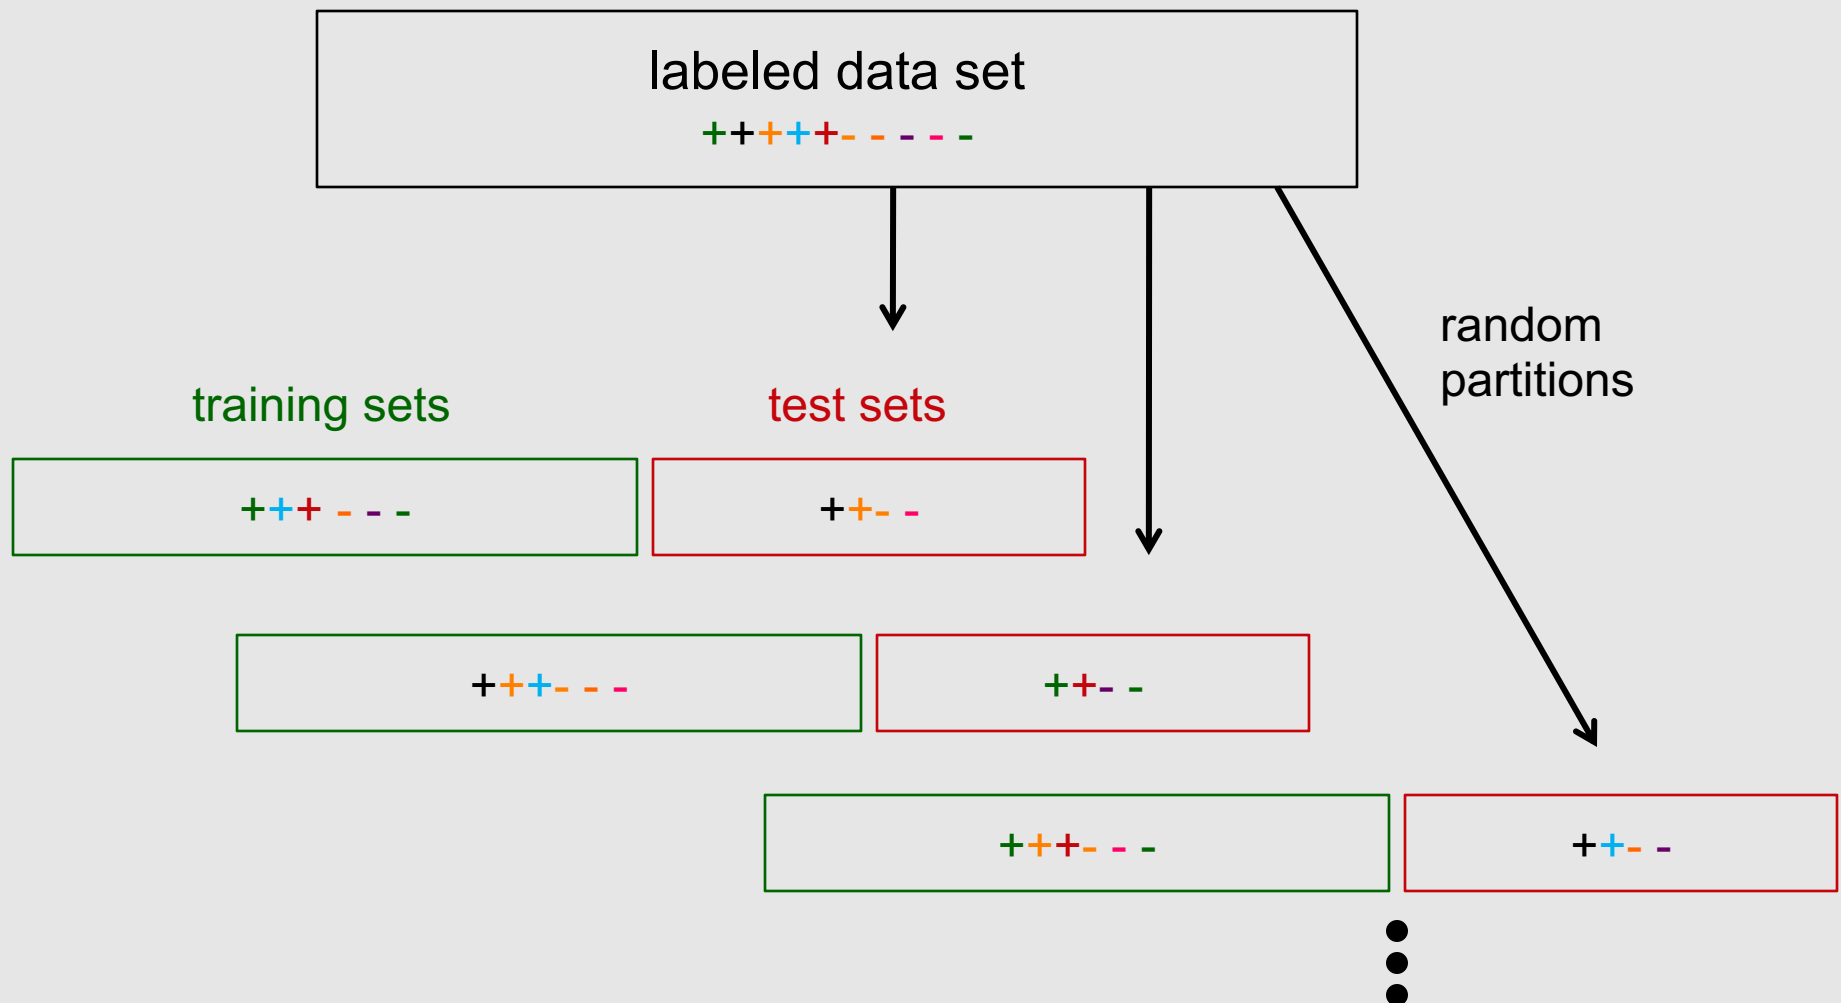 labeled data set
+++++- - - - -
random
partitions
training sets
test sets
+++ - - -
++- -
+++- - -
++- -
+++- - -
++- -